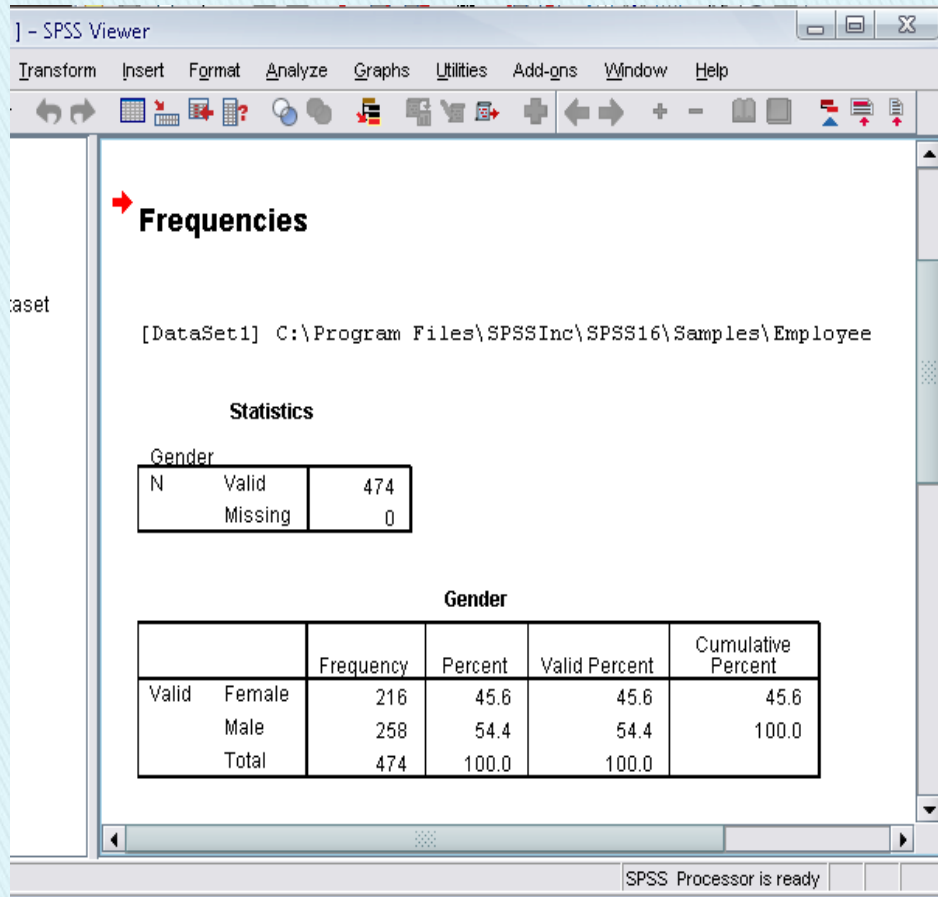 ] - SPSS Viewer
Transform Insert Format Analyze Graphs Utilities Add-ons Window Help
taset
Frequencies
[DataSet1] C:\Program Files\SPSSInc\SPSS16\Samples\Employee
Statistics
Gender
N Valid 474
Missing 0
Gender
Frequency Percent Valid Percent Cumulative Percent
Valid Female 216 45.6 45.6 45.6
Male 258 54.4 54.4 100.0
Total 474 100.0 100.0
SPSS Processor is ready